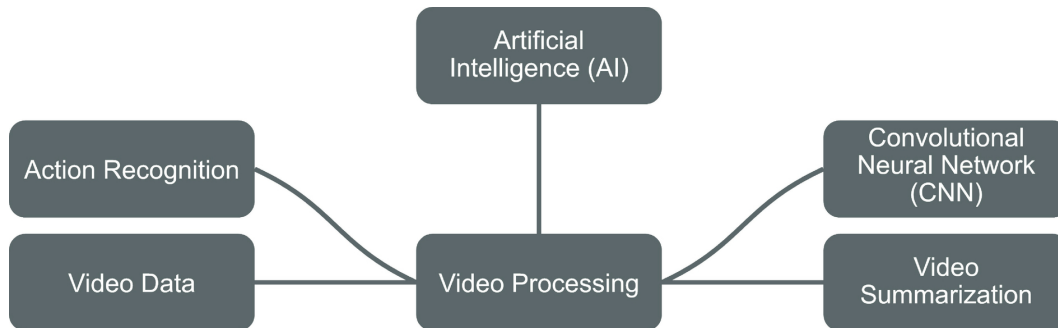 Artificial
Intelligence (AI)
Action Recognition
Convolutional
Neural Network
(CNN)
Video Data
Video Processing
Video
Summarization